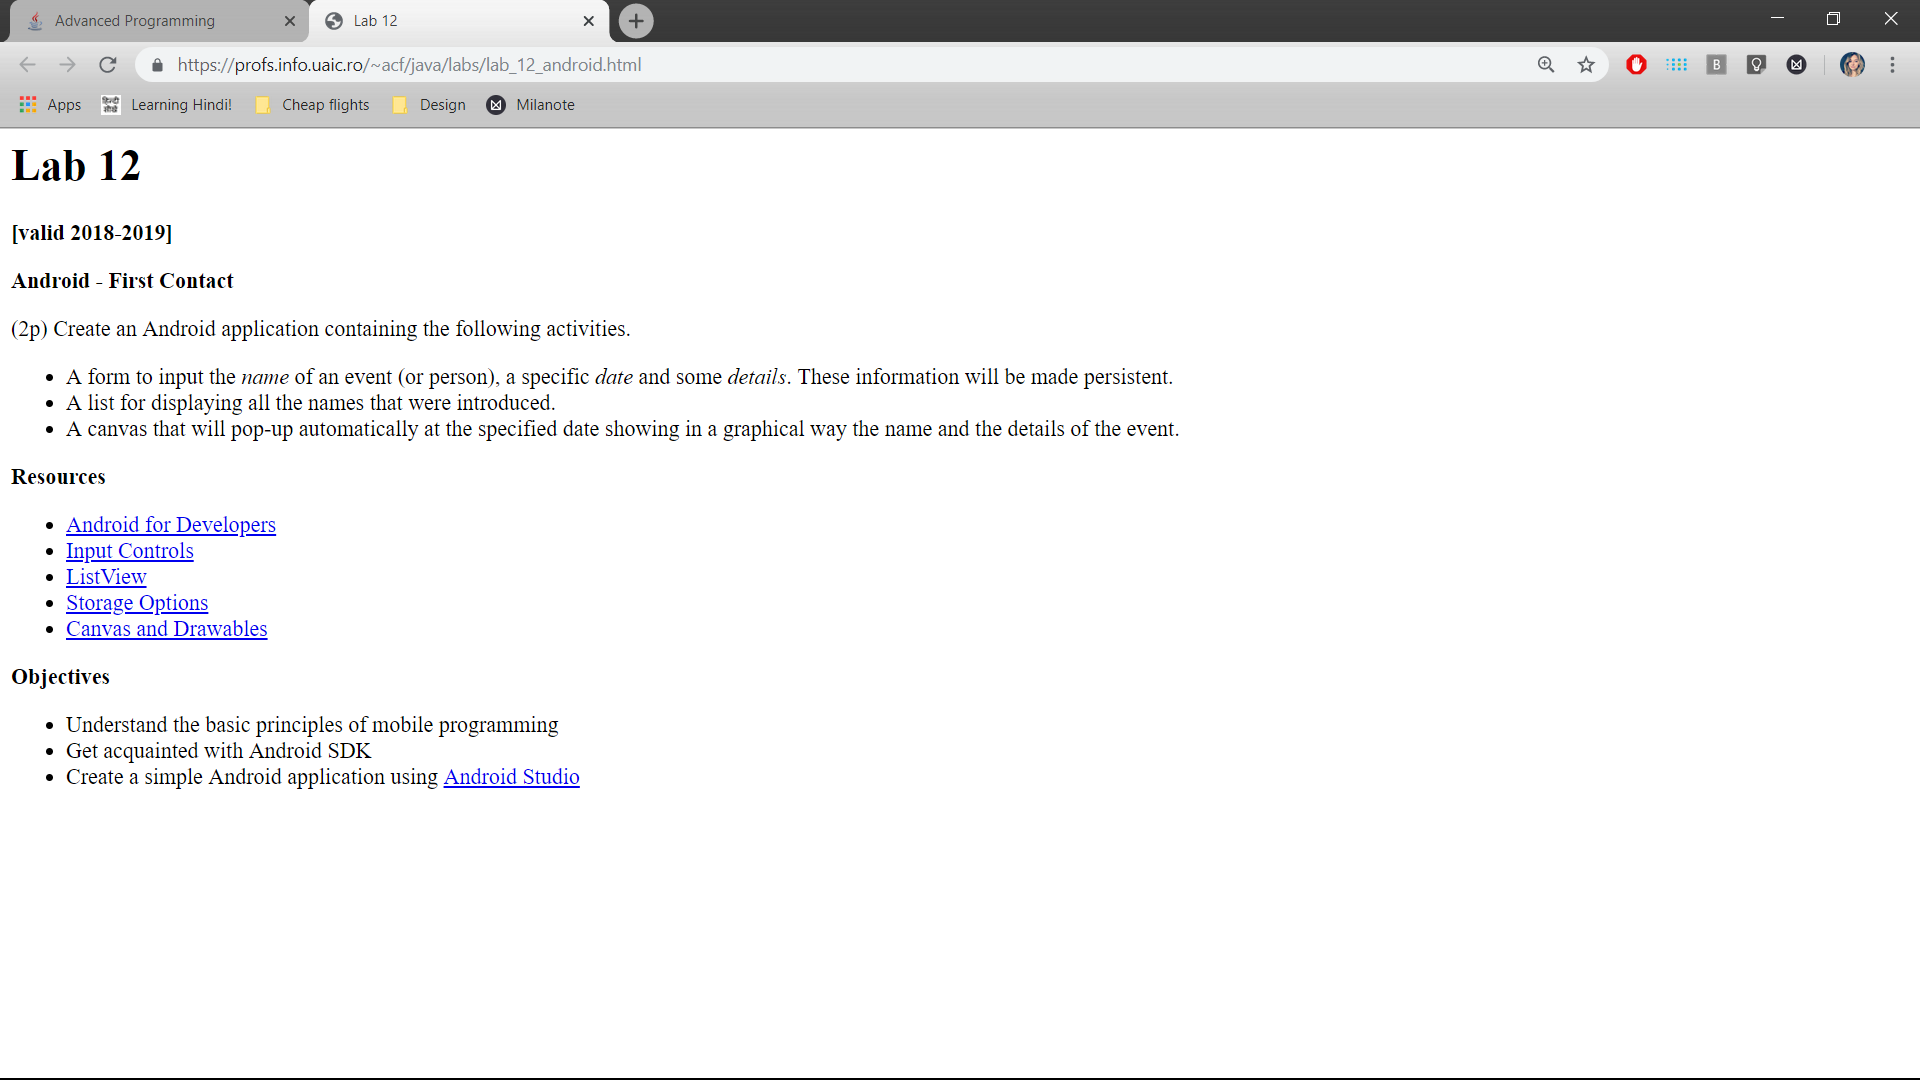 Advanced Programming
Lab 12
https://profs.info.uaic.ro/~acf/java/labs/lab_12_android.html
B
Apps
Learning Hindi!
Cheap flights
Design
Milanote
Lab 12
[valid 2018-2019]
Android - First Contact
(2p) Create an Android application containing the following activities.
A form to input the name of an event (or person), a specific date and some details. These information will be made persistent.
A list for displaying all the names that were introduced.
A canvas that will pop-up automatically at the specified date showing in a graphical way the name and the details of the event.
Resources
Android for Developers
Input Controls
ListView
Storage Options
Canvas and Drawables
Objectives
Understand the basic principles of mobile programming
Get acquainted with Android SDK
Create a simple Android application using Android Studio